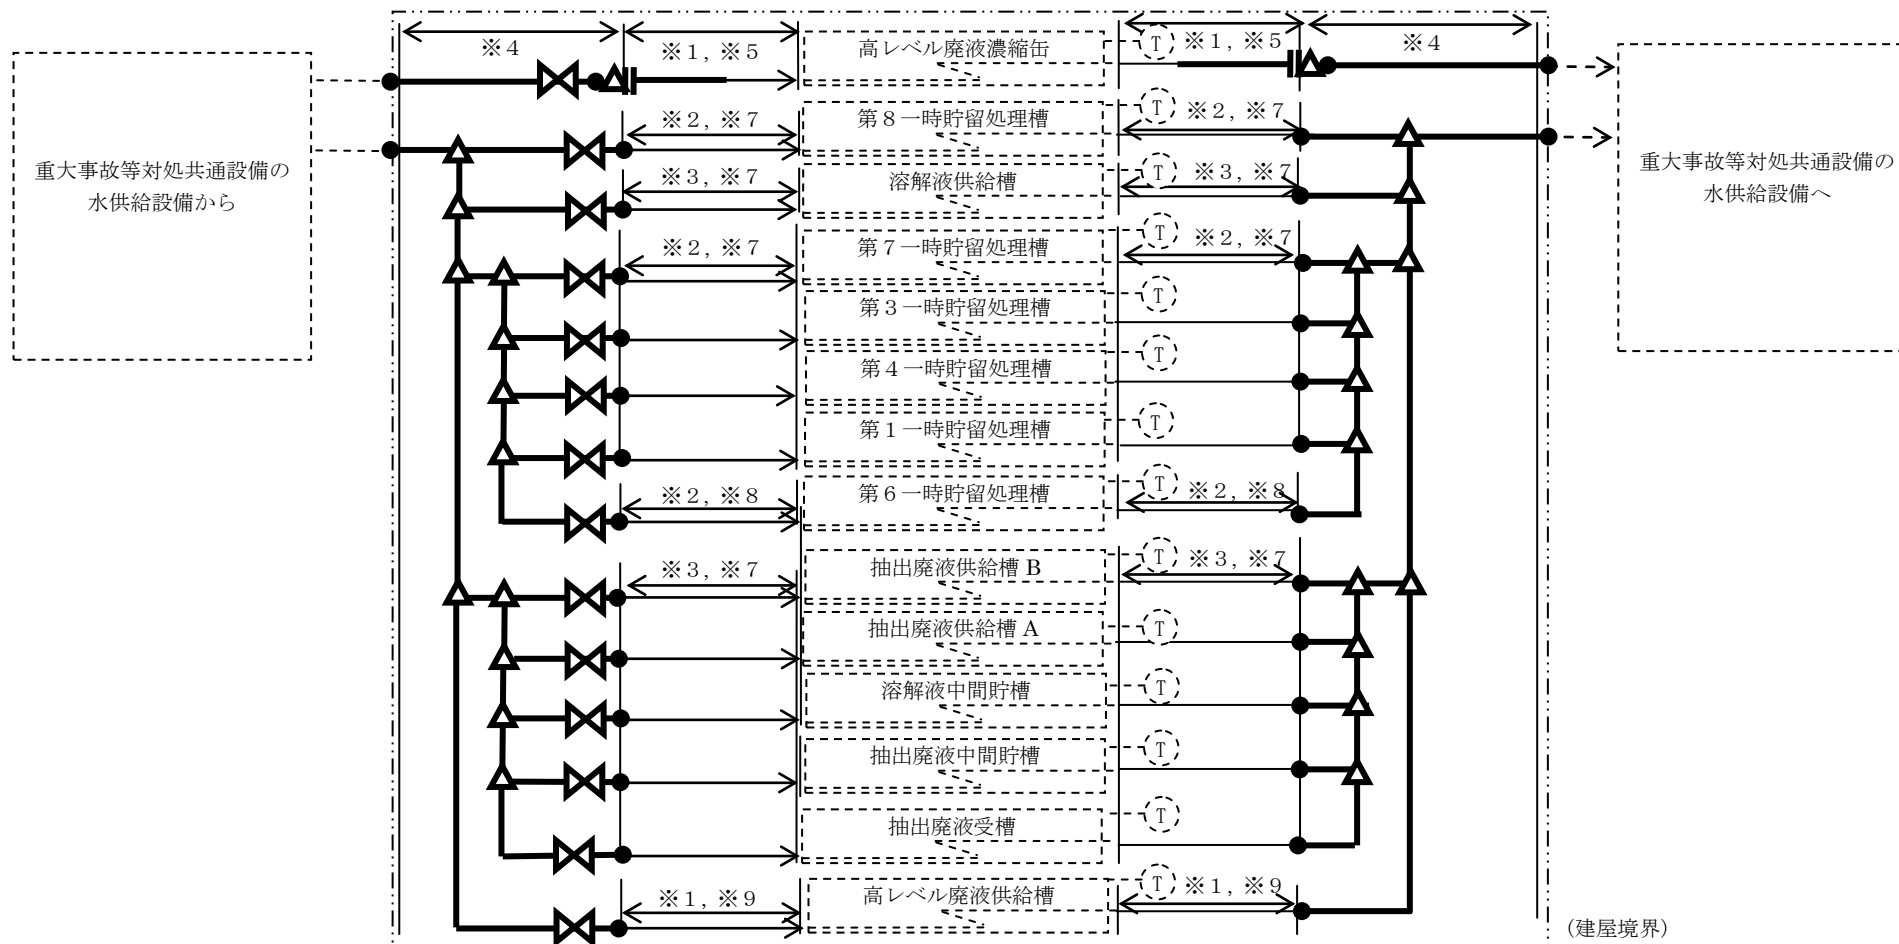 ※4
※1，※5
高レベル廃液濃縮缶
T
※1，※5
※4
重大事故等対処共通設備の
水供給設備から
※2，※7
第8一時貯留処理槽
T
※2，※7
重大事故等対処共通設備の
水供給設備へ
※3，※7
溶解液供給槽
T
※3，※7
※2，※7
第7一時貯留処理槽
T
※2，※7
第3一時貯留処理槽
T
第4一時貯留処理槽
T
第1一時貯留処理槽
T
※2，※8
第6一時貯留処理槽
T
※2，※8
※3，※7
抽出廃液供給槽B
T
※3，※7
抽出廃液供給槽A
T
溶解液中間貯槽
T
抽出廃液中間貯槽
T
抽出廃液受槽
T
※1，※9
高レベル廃液供給槽
T
※1，※9
(建屋境界)